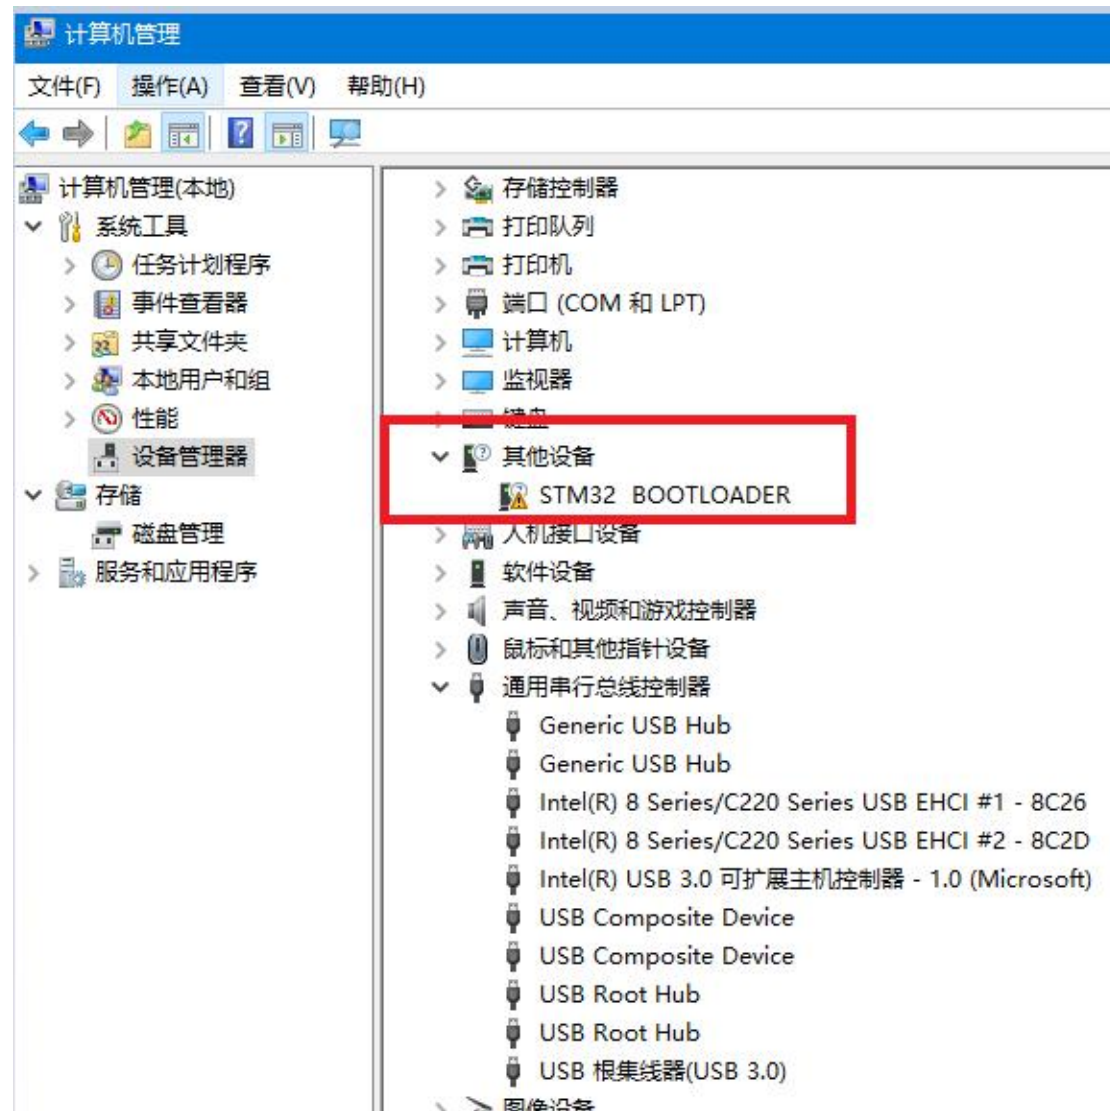 计算机管理
文件(F) 操作(A) 查看(V) 帮助(H)
计算机管理(本地)
系统工具
任务计划程序
事件查看器
共享文件夹
本地用户和组
性能
设备管理器
存储
磁盘管理
服务和应用程序
存储控制器
打印队列
打印机
端口 (COM 和 LPT)
计算机
监视器
键盘
其他设备
STM32 BOOTLOADER
人机接口设备
软件设备
声音、视频和游戏控制器
鼠标和其他指针设备
通用串行总线控制器
Generic USB Hub
Generic USB Hub
Intel(R) 8 Series/C220 Series USB EHCI #1 - 8C26
Intel(R) 8 Series/C220 Series USB EHCI #2 - 8C2D
Intel(R) USB 3.0 可扩展主机控制器 - 1.0 (Microsoft)
USB Composite Device
USB Composite Device
USB Root Hub
USB Root Hub
USB 根集线器(USB 3.0)
图像设备